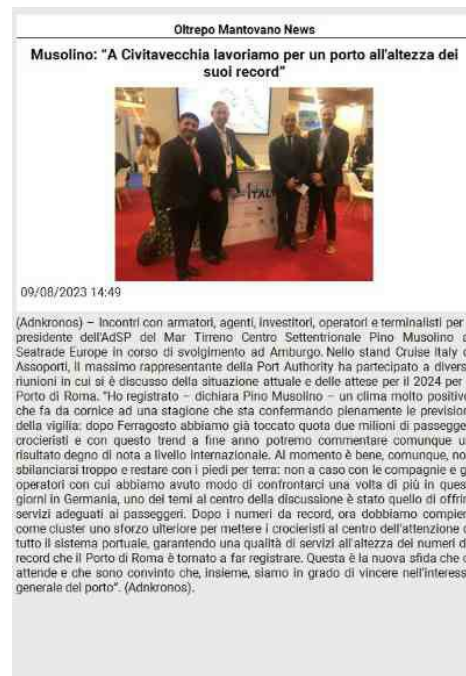 Oltrepo Mantovano News
Musolino: “A Civitavecchia lavoriamo per un porto all'altezza dei
suoi record”
ITAL
09/08/2023 14:49
(Adnkronos) – Incontri con armatori, agenti, investitori, operatori e terminalisti per
presidente dell'AdSP del Mar Tirreno Centro Settentrionale Pino Musolino a
Seatrade Europe in corso di svolgimento ad Amburgo. Nello stand Cruise Italy d
Assoporti, il massimo rappresentante della Port Authority ha partecipato a divers
riunioni in cui si è discusso della situazione attuale e delle attese per il 2024 per
Porto di Roma. “Ho registrato – dichiara Pino Musolino – un clima molto positivo
che fa da cornice ad una stagione che sta confermando pienamente le prevision
della vigilia: dopo Ferragosto abbiamo già toccato quota due milioni di passegge
crocieristi e con questo trend a fine anno potremo commentare comunque u
risultato degno di nota a livello internazionale. Al momento è bene, comunque, no
sbilanciarsi troppo e restare con i piedi per terra: non a caso con le compagnie e g
operatori con cui abbiamo avuto modo di confrontarci una volta di più in ques
giorni in Germania, uno dei temi al centro della discussione è stato quello di offrir
servizi adeguati ai passeggeri. Dopo i numeri da record, ora dobbiamo compier
come cluster uno sforzo ulteriore per mettere i crocieristi al centro dell'attenzione d
tutto il sistema portuale, garantendo una qualità di servizi all'altezza dei numeri d
record che il Porto di Roma è tornato a far registrare. Questa è la nuova sfida che c
attende e che sono convinto che, insieme, siamo in grado di vincere nell'interess
generale del porto”. (Adnkronos).